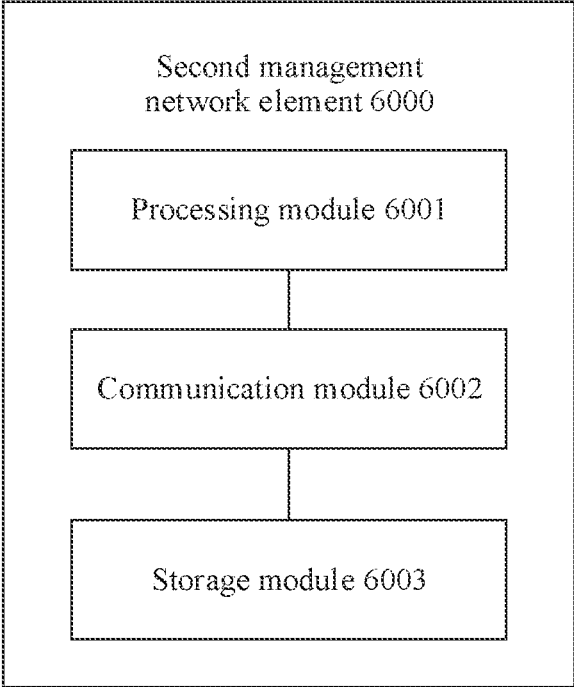 Second management
network element 6000
Processing module 6001
Communication module 6002
Storage module 6003